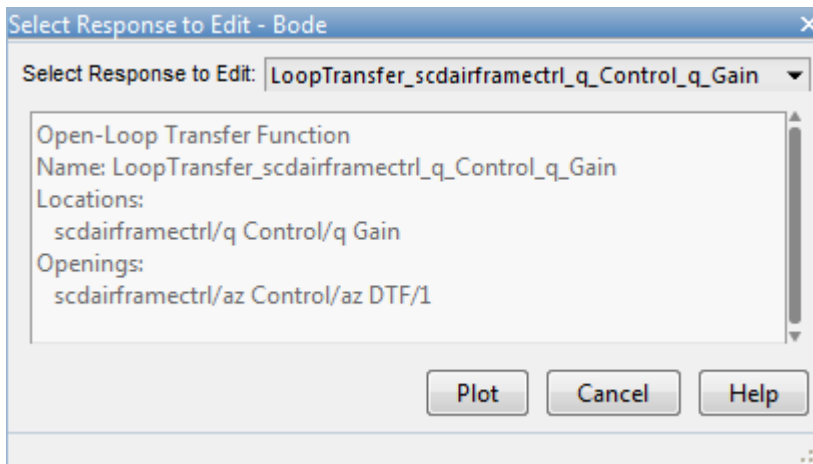 Select Response to Edit - Bode
Select Response to Edit: LoopTransfer_scdairframectrl_q_Control_q_Gain
Open-Loop Transfer Function
Name: LoopTransfer_scdairframectrl_q_Control_q_Gain
Locations:
scdairframectrl/q Control/q Gain
Openings:
scdairframectrl/az Control/az DTF/1
Plot Cancel Help